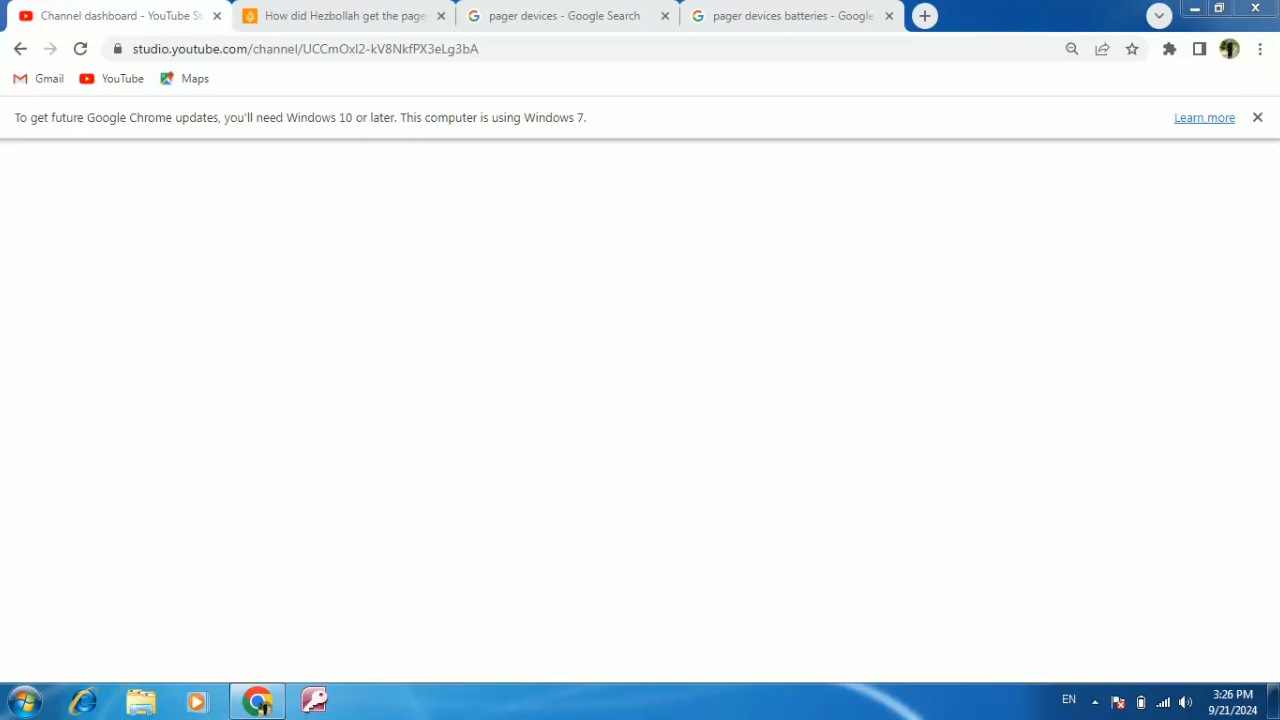 Channel dashboard - YouTube St
How did Hezbollah get the page
pager devices - Google Search
pager devices batteries - Google
studio.youtube.com/channel/UCCmOxl2-kV8NkfPX3eLg3bA
Gmail
YouTube
Maps
To get future Google Chrome updates, you'll need Windows 10 or later. This computer is using Windows 7.
Learn more
EN
3:26 PM
9/21/2024